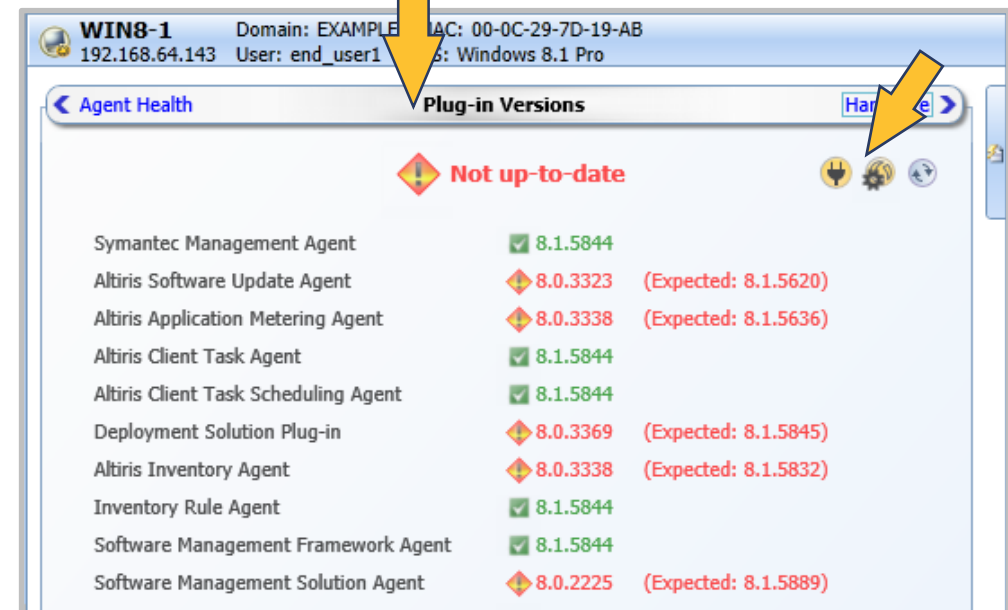 WIN8-1 Domain: EXAMPLE MAC: 00-0C-29-7D-19-AB
192.168.64.143 User: end_user1 OS: Windows 8.1 Pro
Agent Health Plug-in Versions
Not up-to-date
Symantec Management Agent 8.1.5844
Altiris Software Update Agent 8.0.3323 (Expected: 8.1.5620)
Altiris Application Metering Agent 8.0.3338 (Expected: 8.1.5636)
Altiris Client Task Agent 8.1.5844
Altiris Client Task Scheduling Agent 8.1.5844
Deployment Solution Plug-in 8.0.3369 (Expected: 8.1.5845)
Altiris Inventory Agent 8.0.3338 (Expected: 8.1.5832)
Inventory Rule Agent 8.1.5844
Software Management Framework Agent 8.1.5844
Software Management Solution Agent 8.0.2225 (Expected: 8.1.5889)